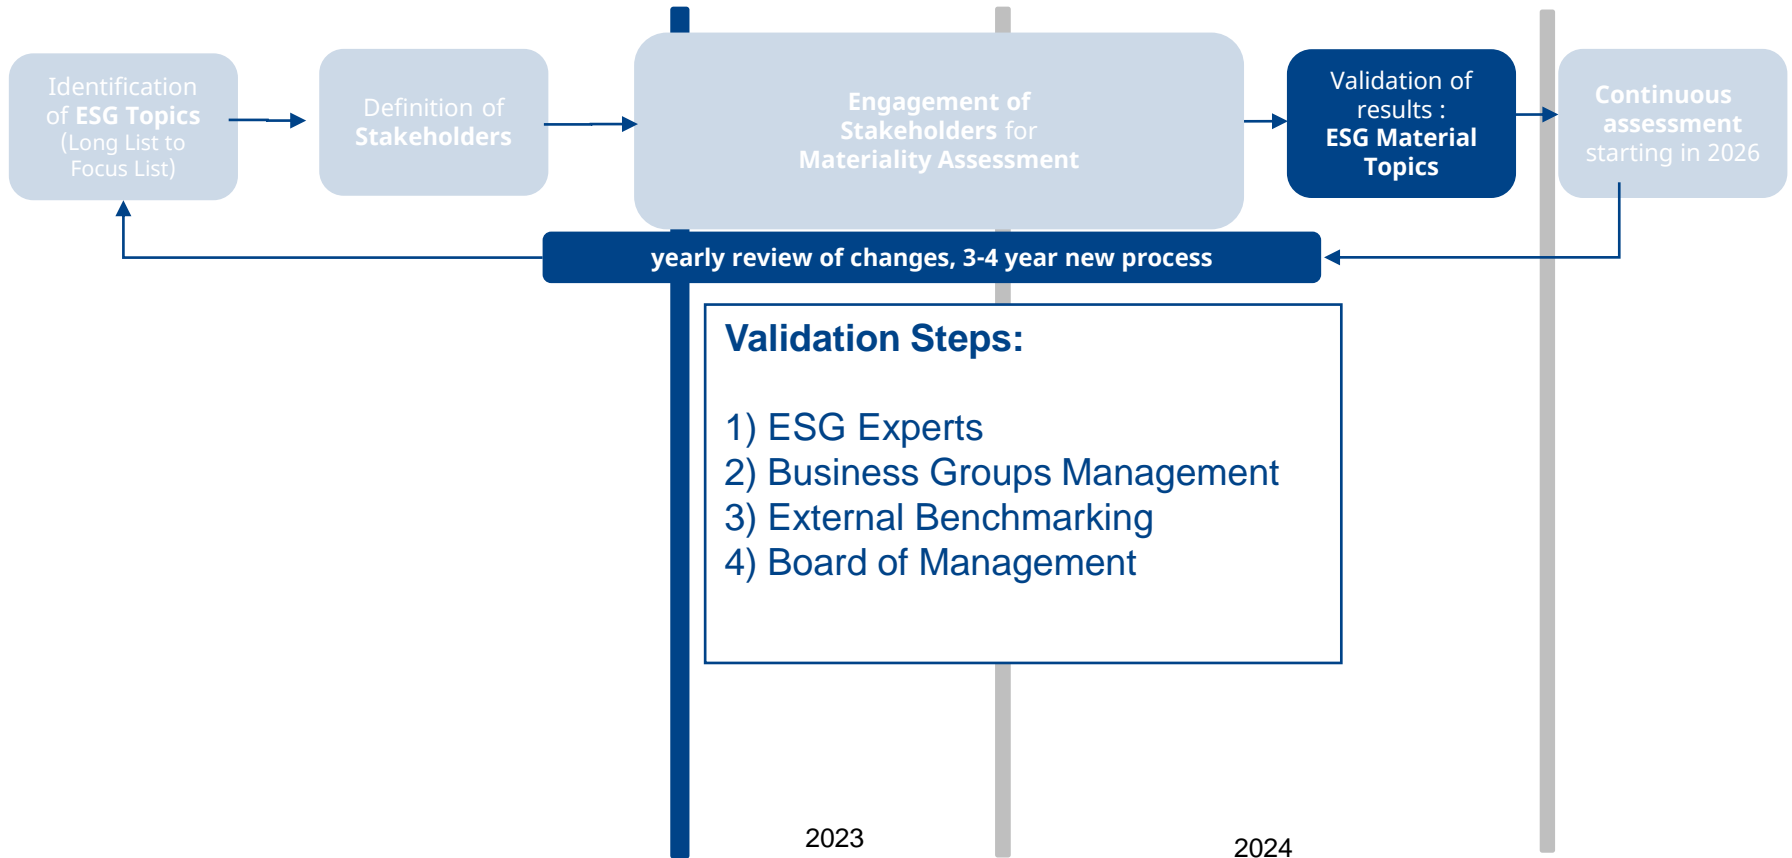 Identification
of ESG Topics
(Long List to
Focus List)
Definition of
Stakeholders
Engagement of
Stakeholders for
Materiality Assessment
Validation of
results :
ESG Material
Topics
Continuous
assessment
starting in 2026
yearly review of changes, 3-4 year new process
Validation Steps:
1) ESG Experts
2) Business Groups Management
3) External Benchmarking
4) Board of Management
2023
2024